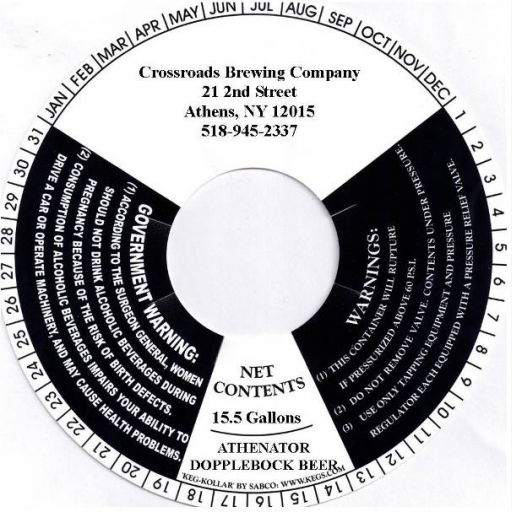 JAN | FEB | MAR | APR | MAY | JUN | JUL | AUG | SEP | OCT | NOV | DEC
1 | 2 | 3 | 4 | 5 | 6 | 7 | 8 | 9 | 10 | 11 | 12 | 13 | 14 | 15 | 16 | 17 | 18 | 19 | 20 | 21 | 22 | 23 | 24 | 25 | 26 | 27 | 28 | 29 | 30 | 31
Crossroads Brewing Company
21 2nd Street
Athens, NY 12015
518-945-2337
GOVERNMENT WARNING:
(1) ACCORDING TO THE SURGEON GENERAL, WOMEN
SHOULD NOT DRINK ALCOHOLIC BEVERAGES DURING
PREGNANCY BECAUSE OF THE RISK OF BIRTH DEFECTS.
(2) CONSUMPTION OF ALCOHOLIC BEVERAGES IMPAIRS YOUR ABILITY TO
DRIVE A CAR OR OPERATE MACHINERY, AND MAY CAUSE HEALTH PROBLEMS.
WARNINGS:
(1) THIS CONTAINER WILL RUPTURE
IF PRESSURIZED ABOVE 60 P.S.I.
(2) DO NOT REMOVE VALVE. CONTENTS UNDER PRESSURE.
(3) USE ONLY TAPPING EQUIPMENT AND PRESSURE
REGULATOR EACH EQUIPPED WITH A PRESSURE RELIEF VALVE.
NET
CONTENTS
15.5 Gallons
ATHENATOR
DOPPLEBOCK BEER
'KEG-KOLLAR' BY SABCO: WWW.KEGS.COM